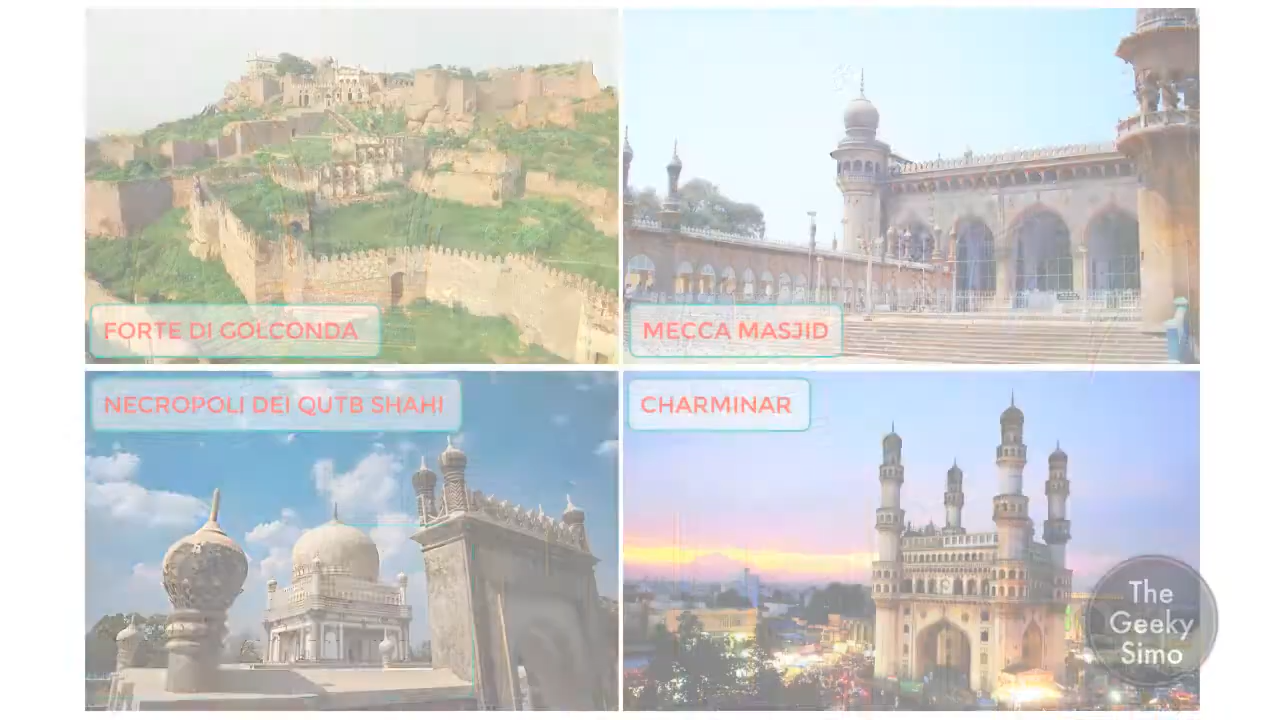 FORTE DI GOLCONDA
MECCA MASJID
NECROPOLI DEI QUTB SHAHI
CHARMINAR
The
Geeky
Simo